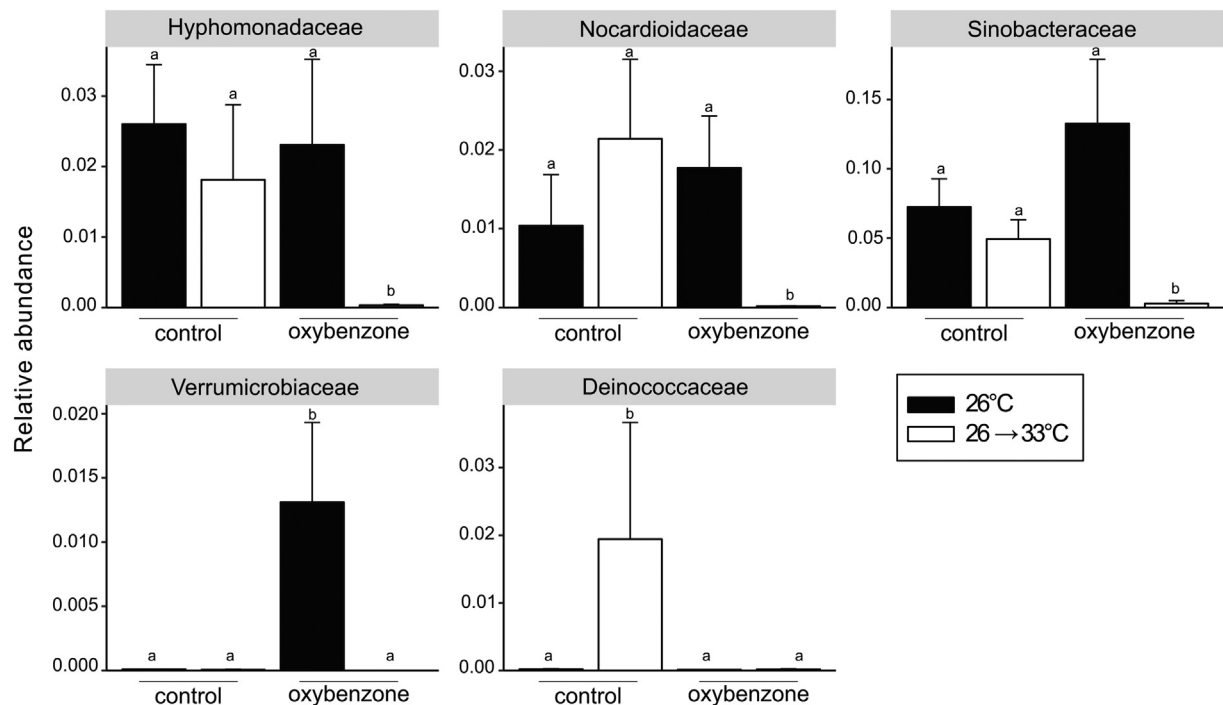 Relative abundance
Hyphomonadaceae
a
a
a
b
0.03
0.02
0.01
0.00
control
oxybenzone
Nocardioidaceae
a
a
a
b
0.03
0.02
0.01
0.00
control
oxybenzone
Sinobacteraceae
a
a
a
b
0.15
0.10
0.05
0.00
control
oxybenzone
Verrumicrobiaceae
a
a
b
a
0.020
0.015
0.010
0.005
0.000
control
oxybenzone
Deinococcaceae
a
b
a
a
0.03
0.02
0.01
0.00
control
oxybenzone
26°C
26 → 33°C